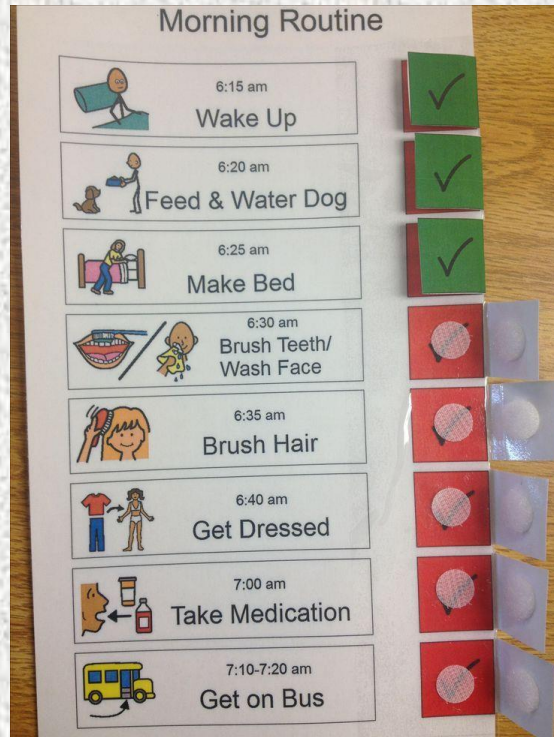 Morning Routine
6:15 am
Wake Up
6:20 am
Feed & Water Dog
6:25 am
Make Bed
6:30 am
Brush Teeth/
Wash Face
6:35 am
Brush Hair
6:40 am
Get Dressed
7:00 am
Take Medication
7:10-7:20 am
Get on Bus